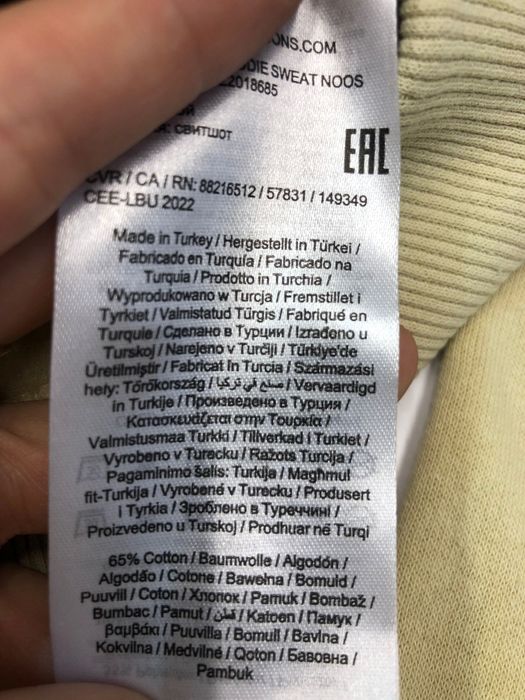 ONS.COM
DIE SWEAT NOOS
22018685
СВИТШОТ
EAC
CVR / CA / RN: 88216512 / 57831 / 149349
CEE-LBU 2022
Made in Turkey / Hergestellt in Türkei /
Fabricado en Turquía / Fabricado na
Turquia / Prodotto in Turchia /
Wyprodukowano w Turcja / Fremstillet i
Tyrkiet / Valmistatud Türgis / Fabriqué en
Turquie / Сделано в Турции / Izrađeno u
Turskoj / Narejeno v Turčiji / Türkiye'de
Üretilmiştir / Fabricat în Turcia / Származási
hely: Törökország / صنع في تركيا / Vervaardigd
in Turkije / Произведено в Турция /
Κατασκευάζεται στην Τουρκία /
Valmistusmaa Turkki / Tillverkad i Turkiet /
Vyrobeno v Turecku / Ražots Turcija /
Pagaminimo šalis: Turkija / Magħmul
fit-Turkija / Vyrobené v Turecku / Produsert
i Tyrkia / Зроблено в Туреччині /
Proizvedeno u Turskoj / Prodhuar në Turqi
65% Cotton / Baumwolle / Algodón /
Algodão / Cotone / Bawełna / Bomuld /
Puuvill / Coton / Хлопок / Pamuk / Bombaž /
Bumbac / Pamut / قطن / Katoen / Памук /
Βαμβάκι / Puuvilla / Bomull / Bavlna /
Kokvilna / Medvilnė / Qoton / Бавовна /
Pambuk